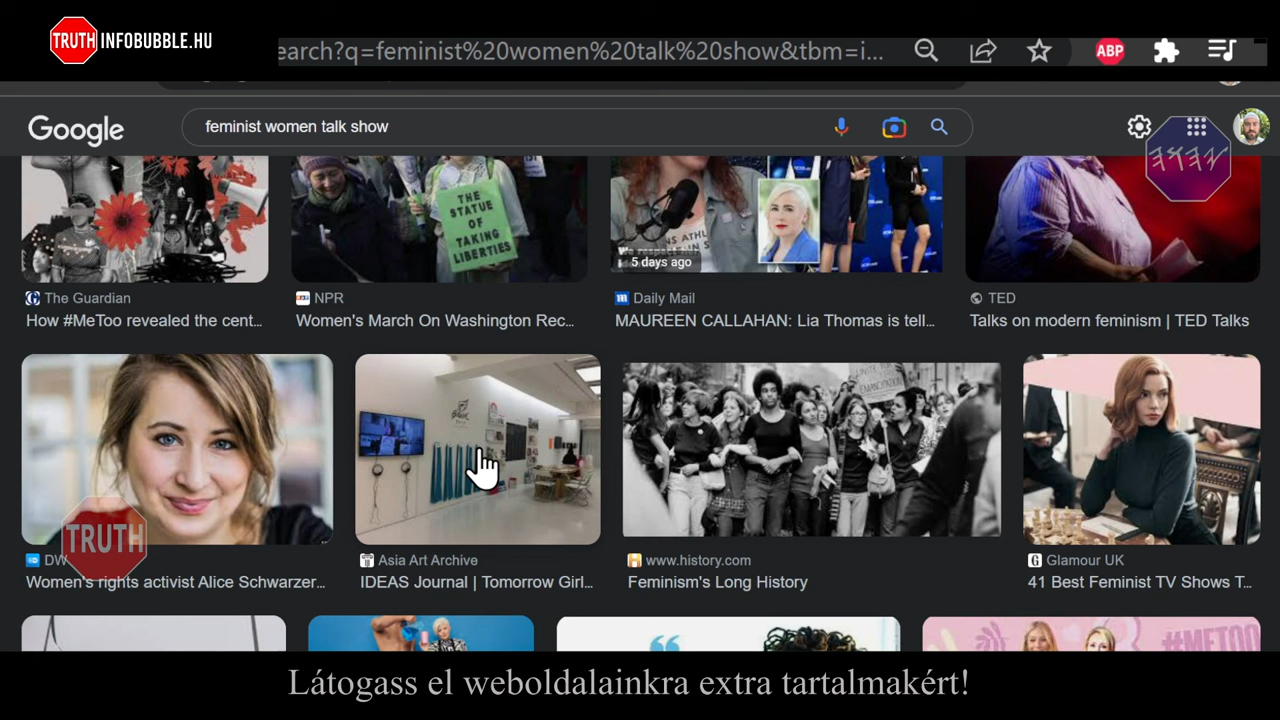 TRUTH INFOBUBBLE.HU
earch?q=feminist%20women%20talk%20show&tbm=i...
ABP
Google
feminist women talk show
THE
STATUE
OF
TAKING
LIBERTIES
5 days ago
The Guardian
How #MeToo revealed the cent...
NPR
Women's March On Washington Rec...
Daily Mail
MAUREEN CALLAHAN: Lia Thomas is tell...
TED
Talks on modern feminism | TED Talks
TRUTH
DW
Women's rights activist Alice Schwarzer...
Asia Art Archive
IDEAS Journal | Tomorrow Girl...
www.history.com
Feminism's Long History
Glamour UK
41 Best Feminist TV Shows T...
#METOO
Látogass el weboldalainkra extra tartalmakért!